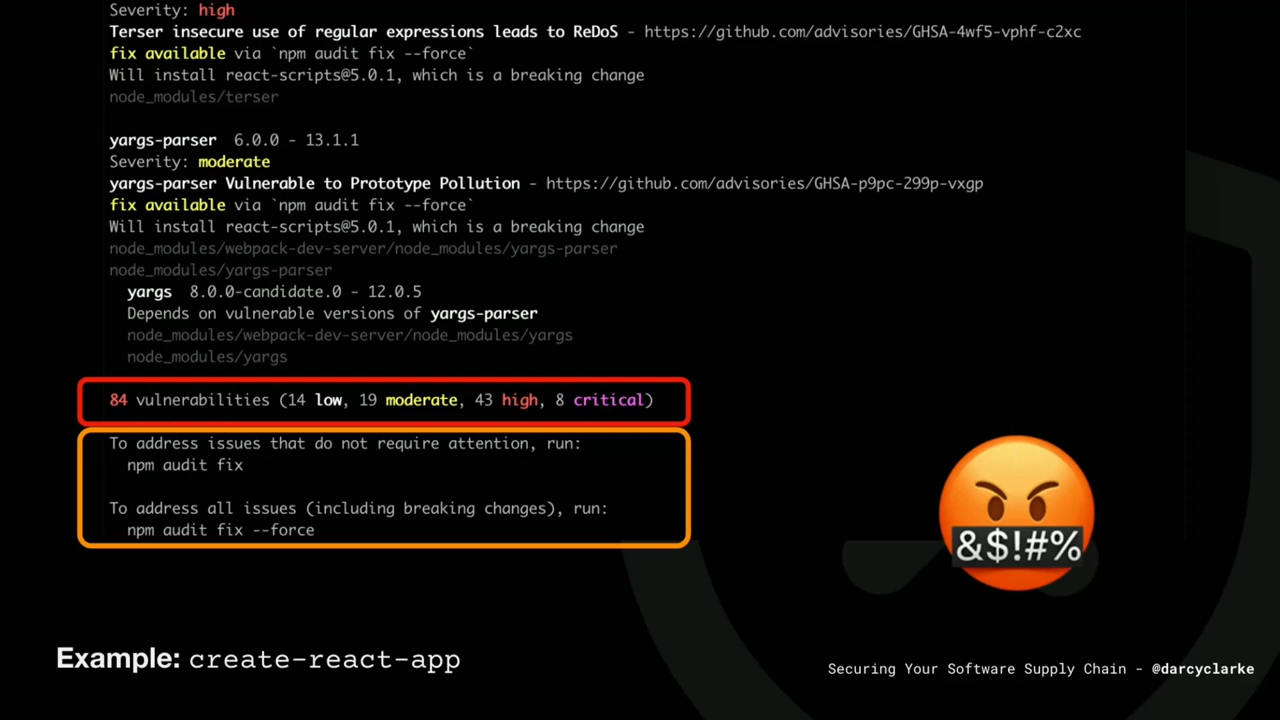 Severity: high
Terser insecure use of regular expressions leads to ReDoS - https://github.com/advisories/GHSA-4wf5-vphf-c2xc
fix available via `npm audit fix --force`
Will install react-scripts@5.0.1, which is a breaking change
node_modules/terser
yargs-parser 6.0.0 - 13.1.1
Severity: moderate
yargs-parser Vulnerable to Prototype Pollution - https://github.com/advisories/GHSA-p9pc-299p-vxgp
fix available via `npm audit fix --force`
Will install react-scripts@5.0.1, which is a breaking change
node_modules/webpack-dev-server/node_modules/yargs-parser
node_modules/yargs-parser
yargs 8.0.0-candidate.0 - 12.0.5
Depends on vulnerable versions of yargs-parser
node_modules/webpack-dev-server/node_modules/yargs
node_modules/yargs
84 vulnerabilities (14 low, 19 moderate, 43 high, 8 critical)
To address issues that do not require attention, run:
npm audit fix
To address all issues (including breaking changes), run:
npm audit fix --force
&$!#%
Example: create-react-app
Securing Your Software Supply Chain - @darcyclarke